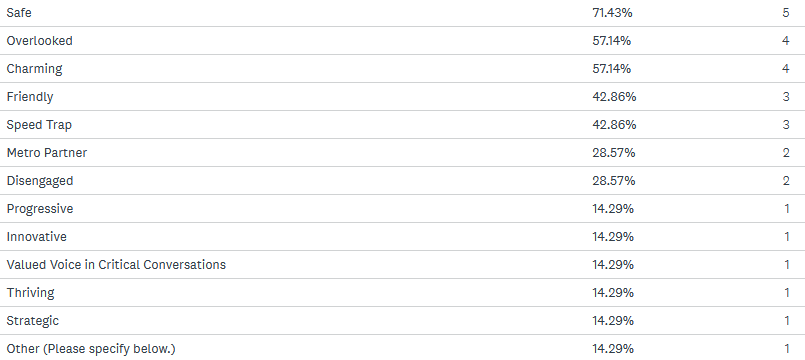 Safe 71.43% 5
Overlooked 57.14% 4
Charming 57.14% 4
Friendly 42.86% 3
Speed Trap 42.86% 3
Metro Partner 28.57% 2
Disengaged 28.57% 2
Progressive 14.29% 1
Innovative 14.29% 1
Valued Voice in Critical Conversations 14.29% 1
Thriving 14.29% 1
Strategic 14.29% 1
Other (Please specify below.) 14.29% 1